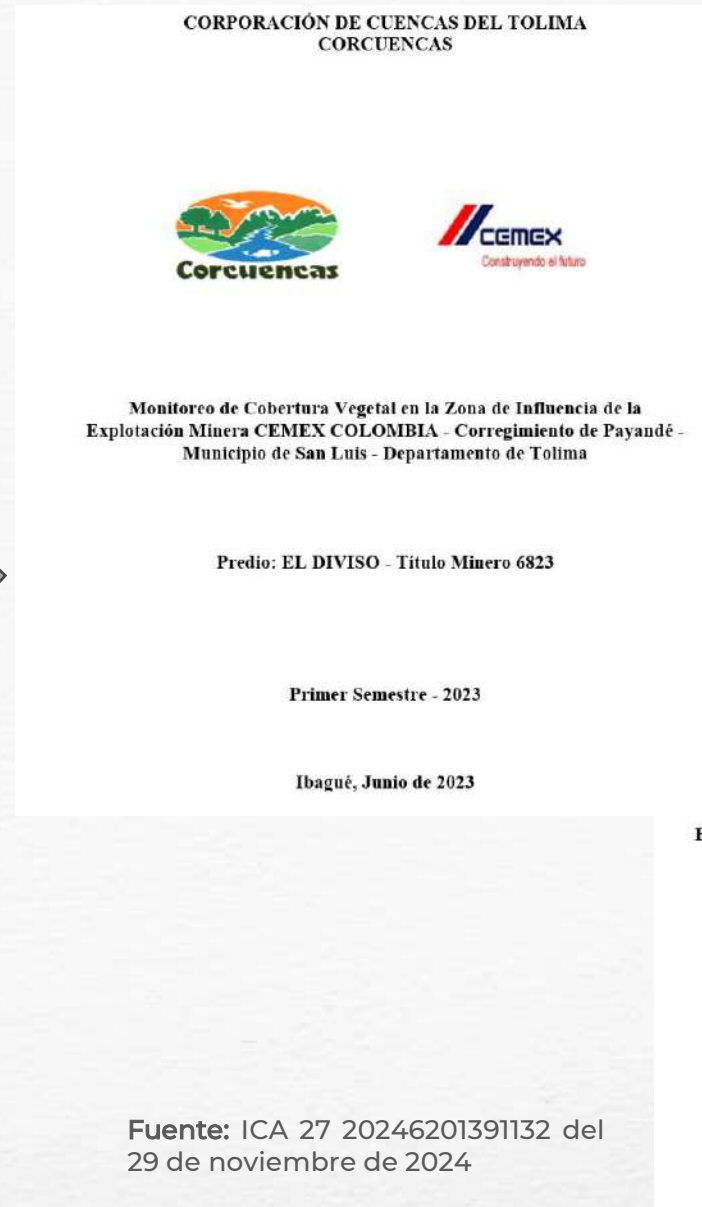 CORPORACIÓN DE CUENCAS DEL TOLIMA
CORCUENCAS
Corcuencas
CEMEX
Construyendo el futuro
Monitoreo de Cobertura Vegetal en la Zona de Influencia de la
Explotación Minera CEMEX COLOMBIA - Corregimiento de Payandé -
Municipio de San Luis - Departamento de Tolima
Predio: EL DIVISO - Título Minero 6823
Primer Semestre - 2023
Ibagué, Junio de 2023
Fuente: ICA 27 20246201391132 del
29 de noviembre de 2024